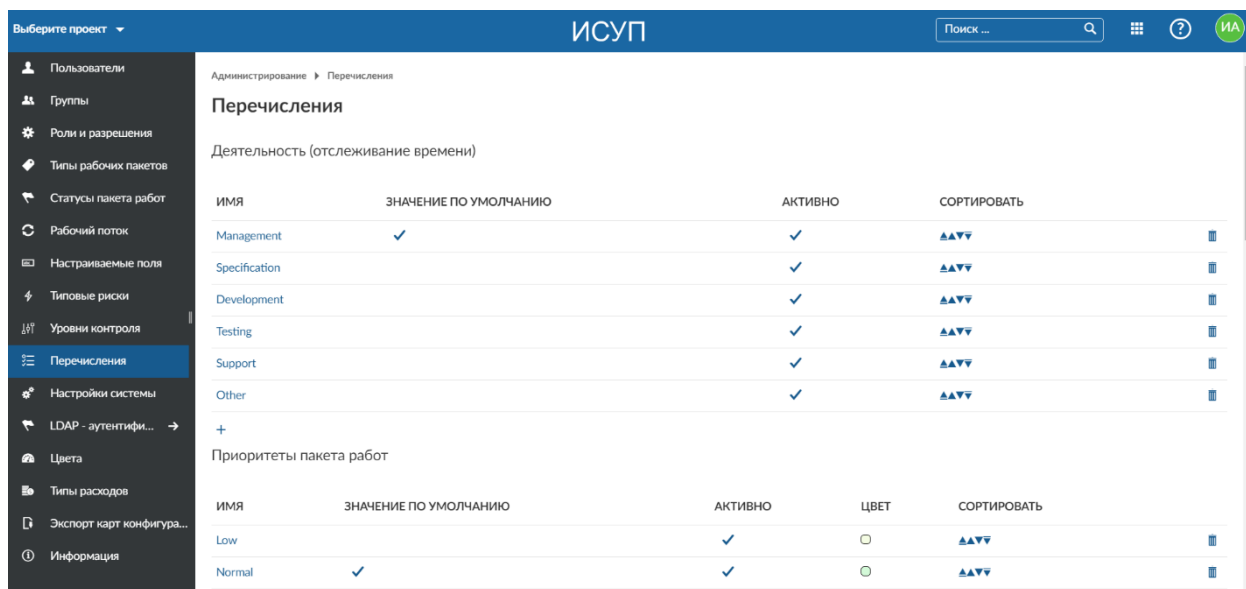 Выберите проект
ИСУП
Поиск ...
ИА
Пользователи
Группы
Роли и разрешения
Типы рабочих пакетов
Статусы пакета работ
Рабочий поток
Настраиваемые поля
Типовые риски
Уровни контроля
Перечисления
Настройки системы
LDAP - аутентифи...
Цвета
Типы расходов
Экспорт карт конфигура...
Информация
Администрирование Перечисления
Перечисления
Деятельность (отслеживание времени)
ИМЯ ЗНАЧЕНИЕ ПО УМОЛЧАНИЮ АКТИВНО СОРТИРОВАТЬ
Management
Specification
Development
Testing
Support
Other
+
Приоритеты пакета работ
ИМЯ ЗНАЧЕНИЕ ПО УМОЛЧАНИЮ АКТИВНО ЦВЕТ СОРТИРОВАТЬ
Low
Normal